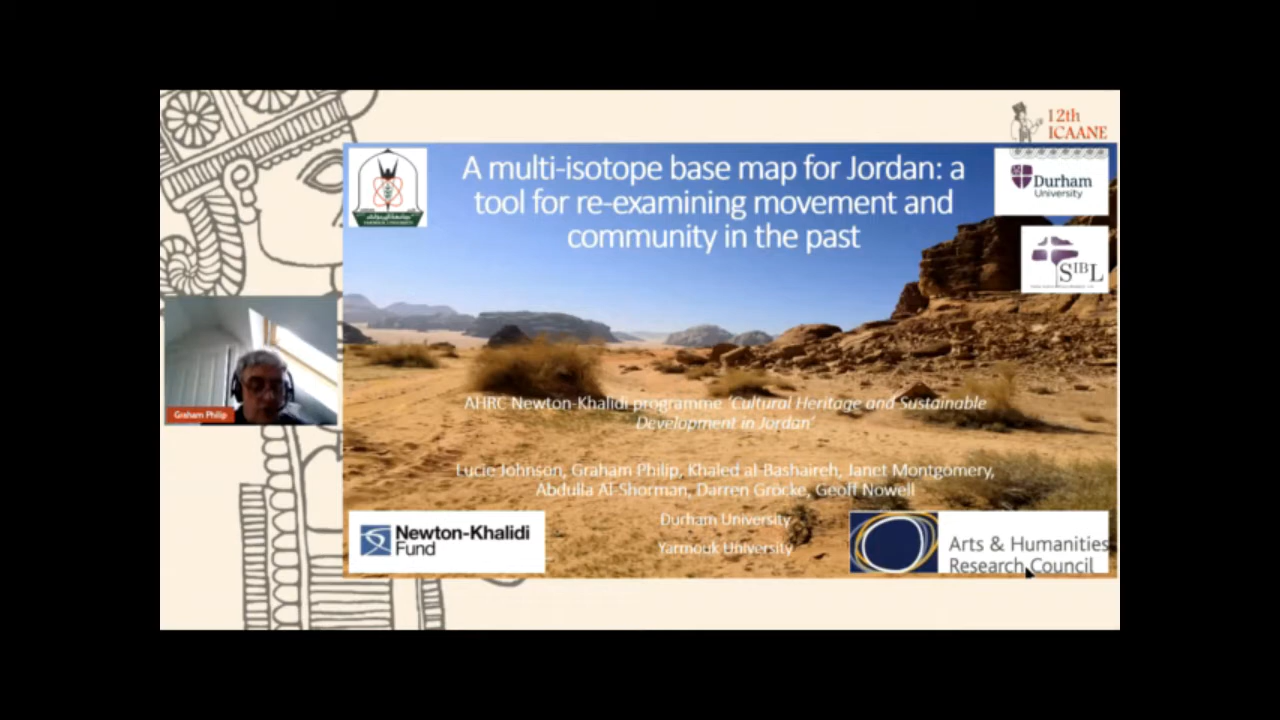 12th
ICAANE
A multi-isotope base map for Jordan: a
tool for re-examining movement and
community in the past
YARMOUK UNIVERSITY
Durham
University
SIBL
Graham Philip
AHRC Newton-Khalidi programme 'Cultural Heritage and Sustainable
Development in Jordan'
Lucie Johnson, Graham Philip, Khaled al-Bashaireh, Janet Montgomery,
Abdulla Al-Shorman, Darren Gröcke, Geoff Nowell
Durham University
Yarmouk University
Newton-Khalidi
Fund
Arts & Humanities
Research Council